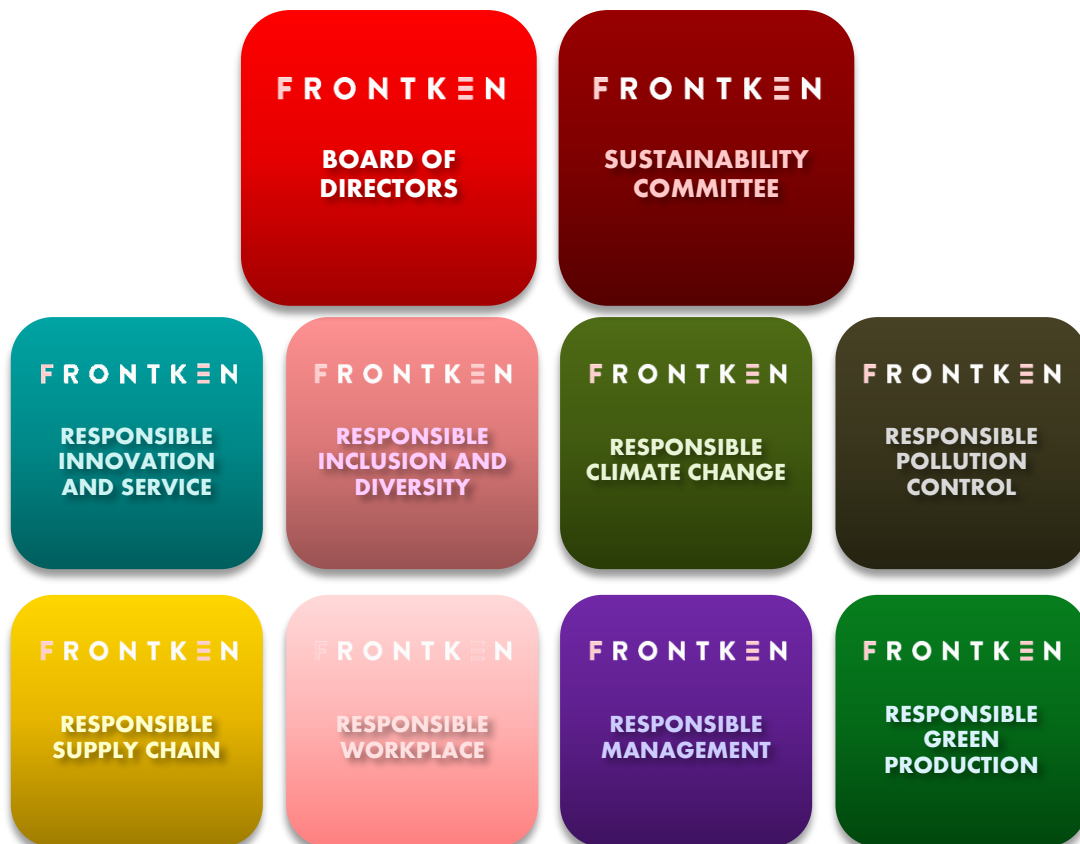 FRONTKEN
BOARD OF
DIRECTORS
FRONTKEN
SUSTAINABILITY
COMMITTEE
FRONTKEN
RESPONSIBLE
INNOVATION
AND SERVICE
FRONTKEN
RESPONSIBLE
INCLUSION AND
DIVERSITY
FRONTKEN
RESPONSIBLE
CLIMATE CHANGE
FRONTKEN
RESPONSIBLE
POLLUTION
CONTROL
FRONTKEN
RESPONSIBLE
SUPPLY CHAIN
FRONTKEN
RESPONSIBLE
WORKPLACE
FRONTKEN
RESPONSIBLE
MANAGEMENT
FRONTKEN
RESPONSIBLE
GREEN
PRODUCTION